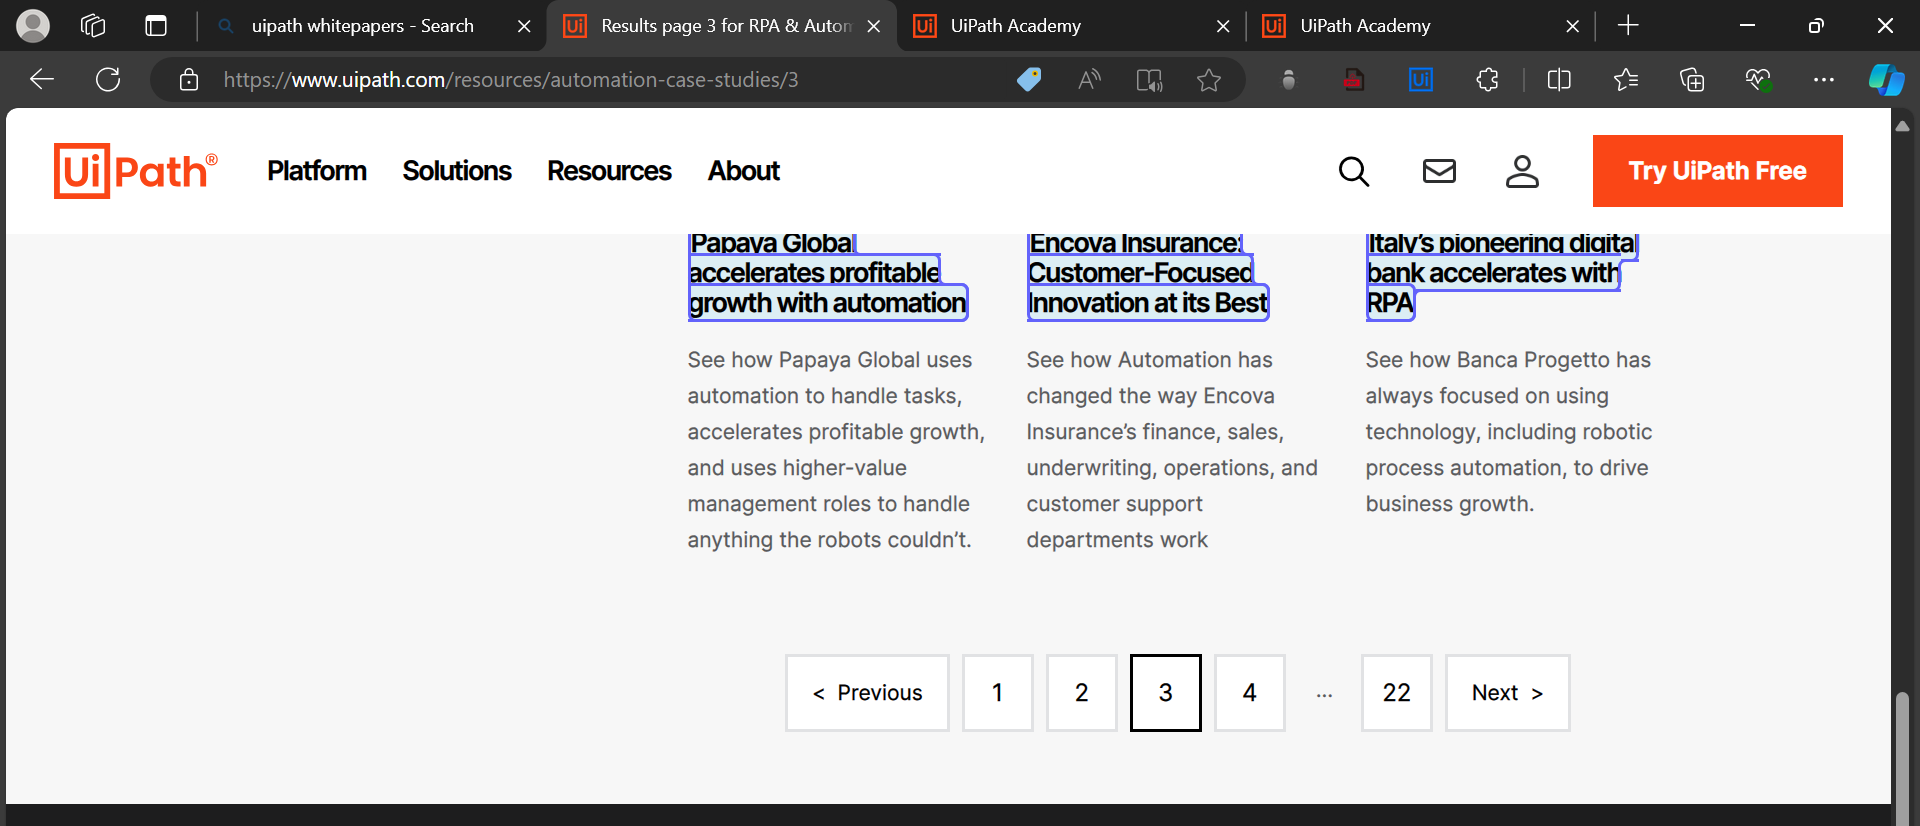 uipath whitepapers - Search
Results page 3 for RPA & Autom
UiPath Academy
UiPath Academy
https://www.uipath.com/resources/automation-case-studies/3
UiPath®
Platform
Solutions
Resources
About
Try UiPath Free
Papaya Global
accelerates profitable
growth with automation
See how Papaya Global uses
automation to handle tasks,
accelerates profitable growth,
and uses higher-value
management roles to handle
anything the robots couldn’t.
Encova Insurance:
Customer-Focused
Innovation at its Best
See how Automation has
changed the way Encova
Insurance’s finance, sales,
underwriting, operations, and
customer support
departments work
Italy’s pioneering digital
bank accelerates with
RPA
See how Banca Progetto has
always focused on using
technology, including robotic
process automation, to drive
business growth.
< Previous 1 2 3 4 ... 22 Next >